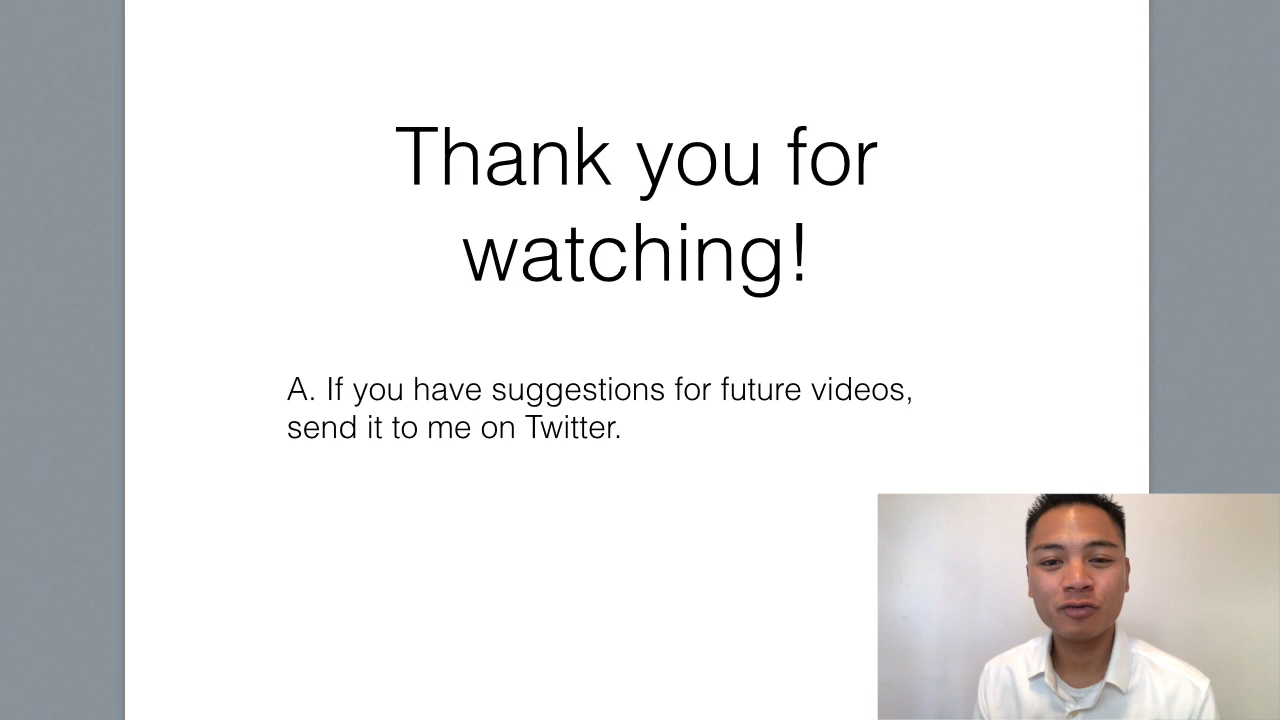 Thank you for
watching!
A. If you have suggestions for future videos,
send it to me on Twitter.